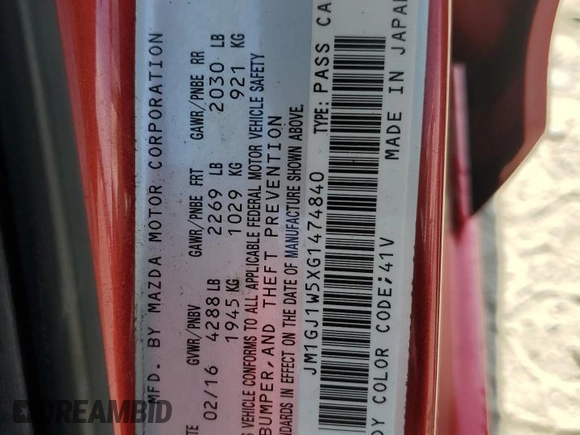 MFD. BY MAZDA MOTOR CORPORATION
DATE GVWR/PNBV GAWR/PNBE FRT GAWR/PNBE RR
02/16 4288 LB 2269 LB 2030 LB
1945 KG 1029 KG 921 KG
VEHICLE CONFORMS TO ALL APPLICABLE FEDERAL MOTOR VEHICLE SAFETY
BUMPER, AND THEFT PREVENTION
IN EFFECT ON THE DATE OF MANUFACTURE SHOWN ABOVE.
JM1GJ1W5XG1474840 TYPE: PASS
COLOR CODE;41V MADE IN JAPAN
DREAMBID